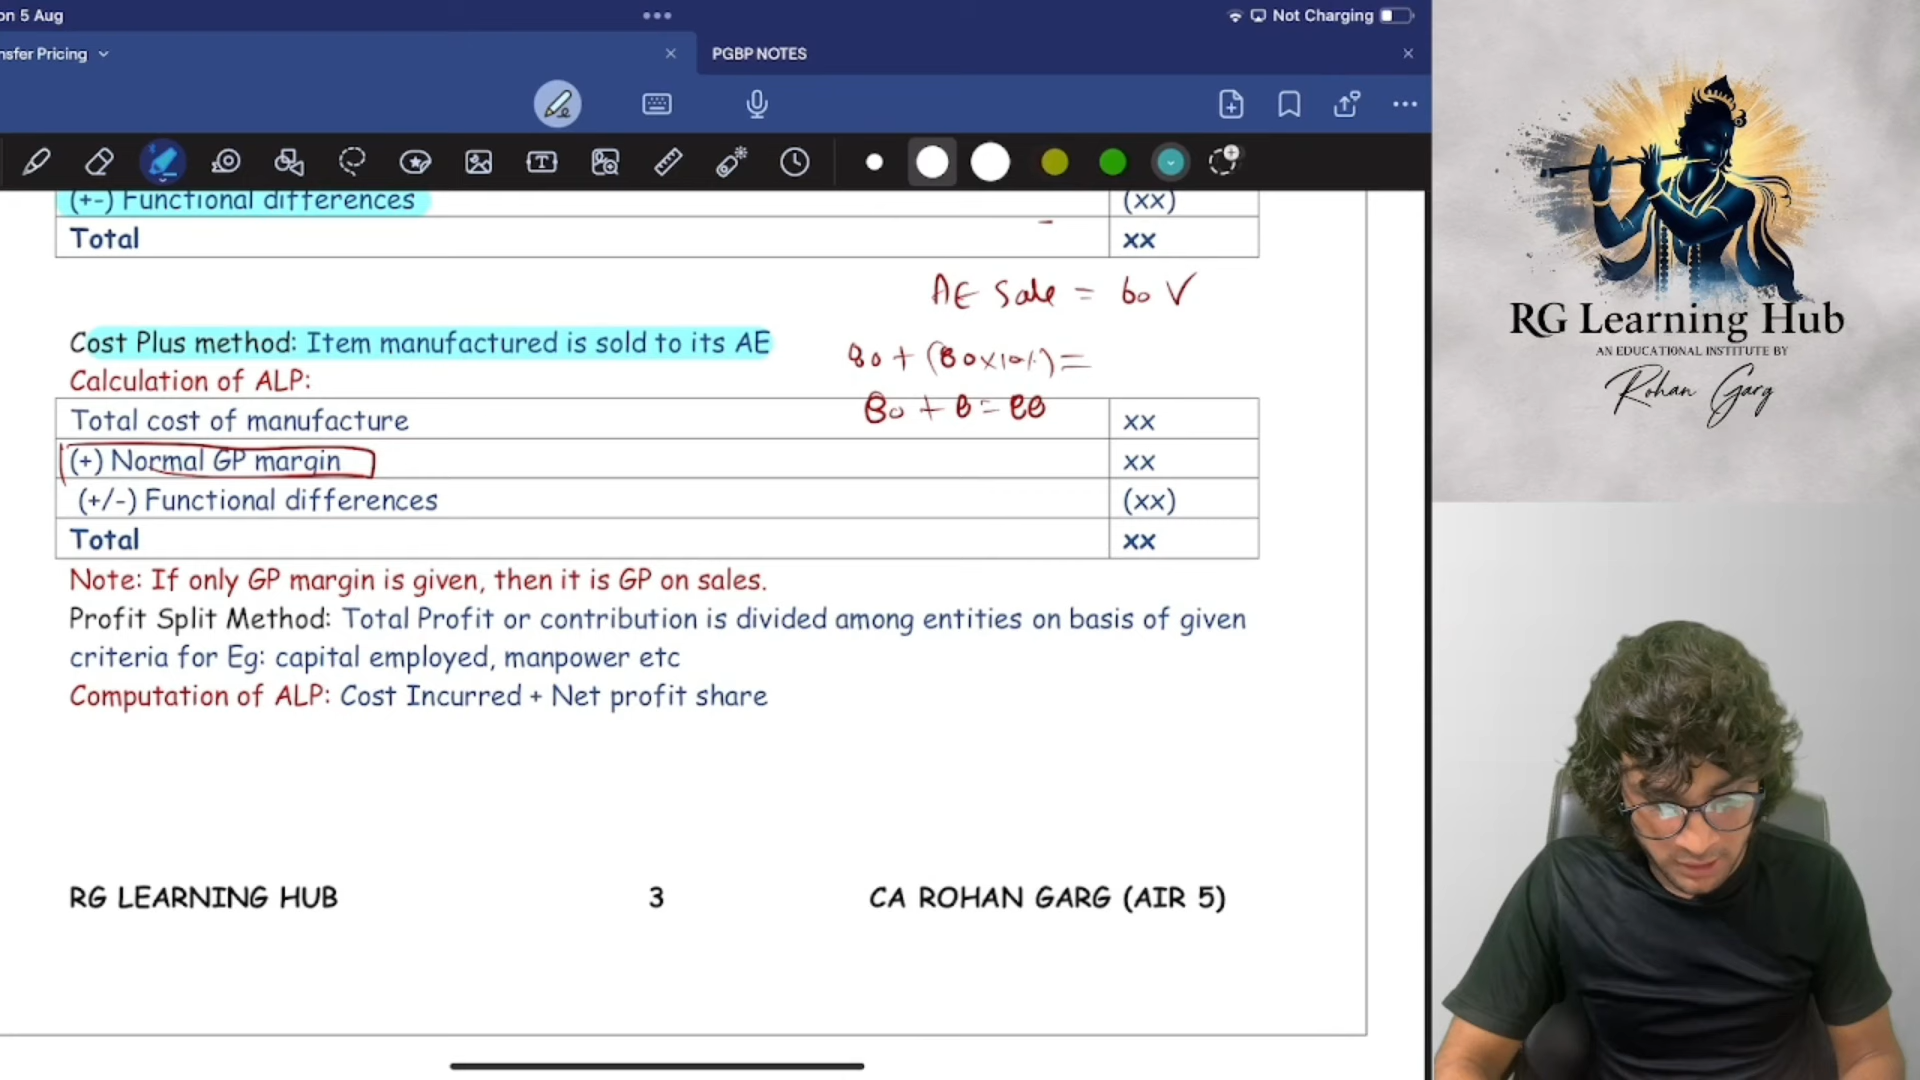 on 5 Aug
Not Charging
nsfer Pricing
PGBP NOTES
(+-) Functional differences (xx)
Total xx
AE Sale = 60
Cost Plus method: Item manufactured is sold to its AE
80 + (80x10%) =
Calculation of ALP:
80 + 8 = 88
Total cost of manufacture xx
(+) Normal GP margin xx
(+/-) Functional differences (xx)
Total xx
Note: If only GP margin is given, then it is GP on sales.
Profit Split Method: Total Profit or contribution is divided among entities on basis of given
criteria for Eg: capital employed, manpower etc
Computation of ALP: Cost Incurred + Net profit share
RG LEARNING HUB 3 CA ROHAN GARG (AIR 5)
RG Learning Hub
AN EDUCATIONAL INSTITUTE BY
Rohan Garg